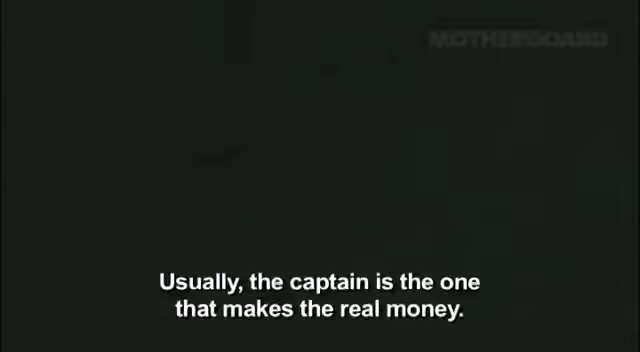 MOTHERBOARD
Usually, the captain is the one
that makes the real money.